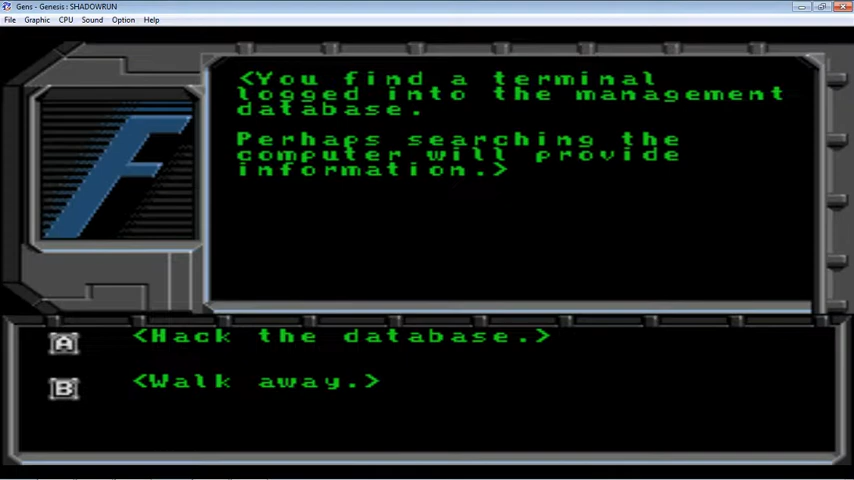 Gens - Genesis : SHADOWRUN
File Graphic CPU Sound Option Help
<You find a terminal
logged into the management
database.
Perhaps searching the
computer will provide
information.>
F
A <Hack the database.>
B <Walk away.>